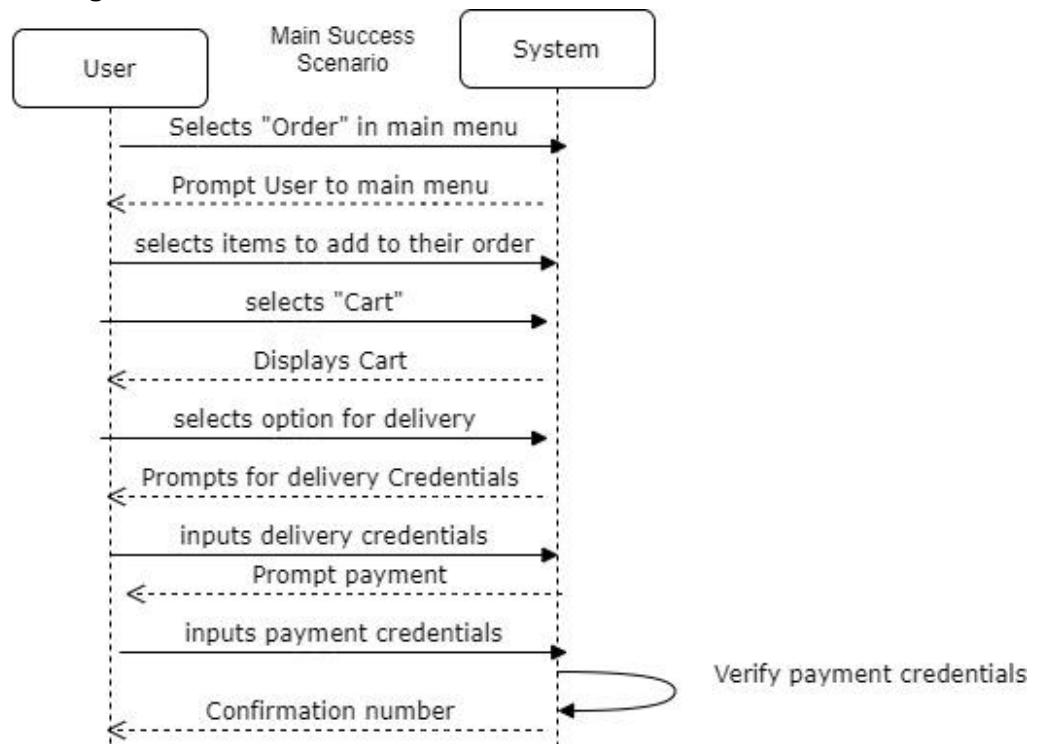 Main Success
Scenario
User
System
Selects "Order" in main menu
Prompt User to main menu
selects items to add to their order
selects "Cart"
Displays Cart
selects option for delivery
Prompts for delivery Credentials
inputs delivery credentials
Prompt payment
inputs payment credentials
Verify payment credentials
Confirmation number